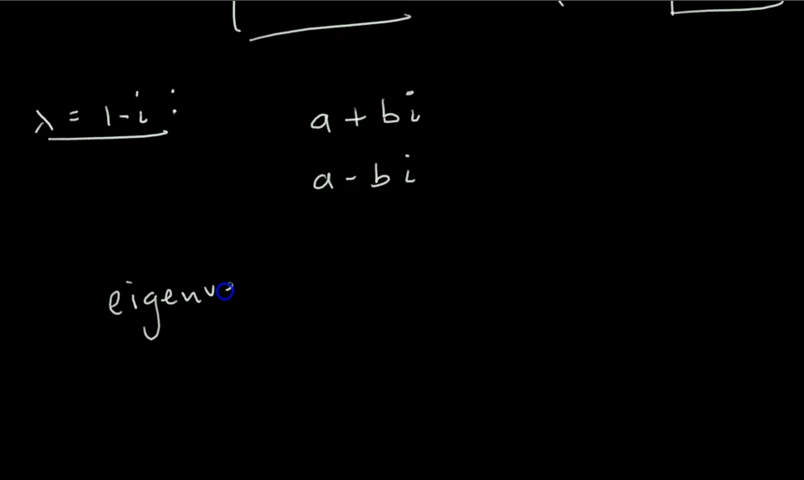 λ = 1-i :
a + bi
a - bi
eigenv